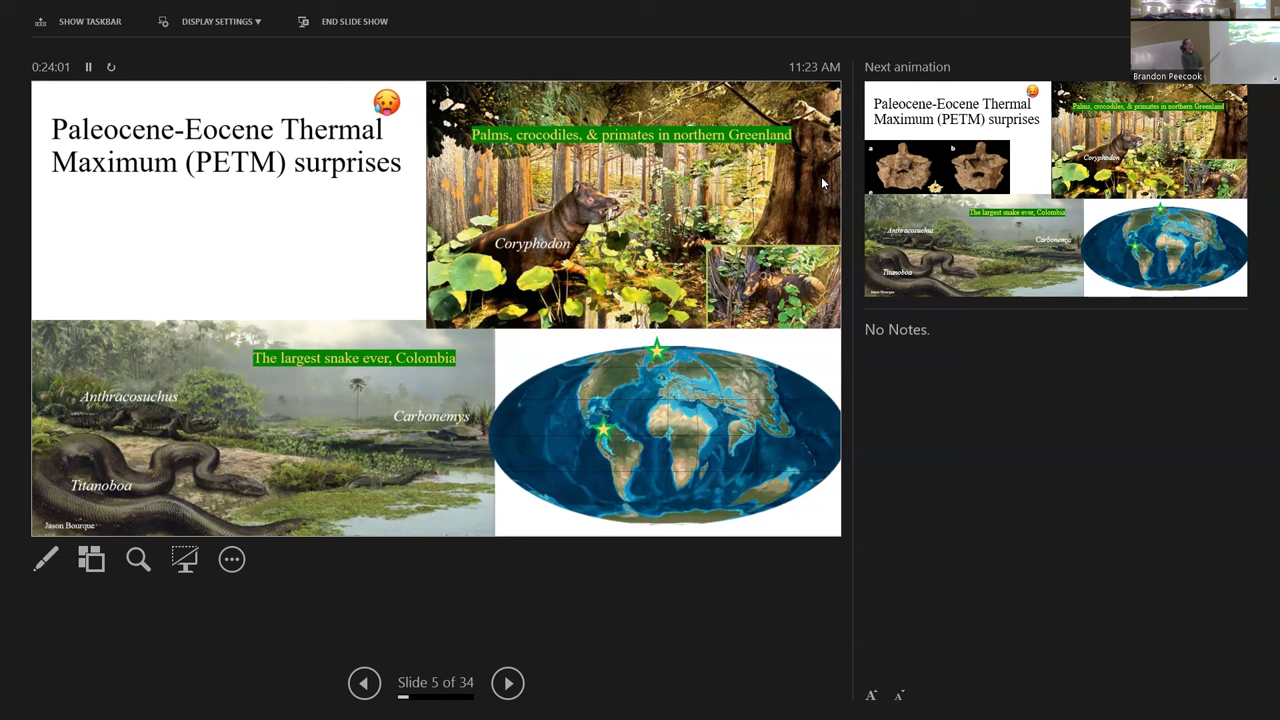 SHOW TASKBAR
DISPLAY SETTINGS ▼
END SLIDE SHOW
Brandon Peecook
0:24:01
11:23 AM
Next animation
Paleocene-Eocene Thermal
Maximum (PETM) surprises
Palms, crocodiles, & primates in northern Greenland
Coryphodon
The largest snake ever, Colombia
Anthracosuchus
Carbonemys
Titanoboa
Jason Bourque
Paleocene-Eocene Thermal
Maximum (PETM) surprises
Palms, crocodiles, & primates in northern Greenland
Coryphodon
a
b
The largest snake ever, Colombia
Anthracosuchus
Carbonemys
Titanoboa
Jason Bourque
No Notes.
Slide 5 of 34
A
A